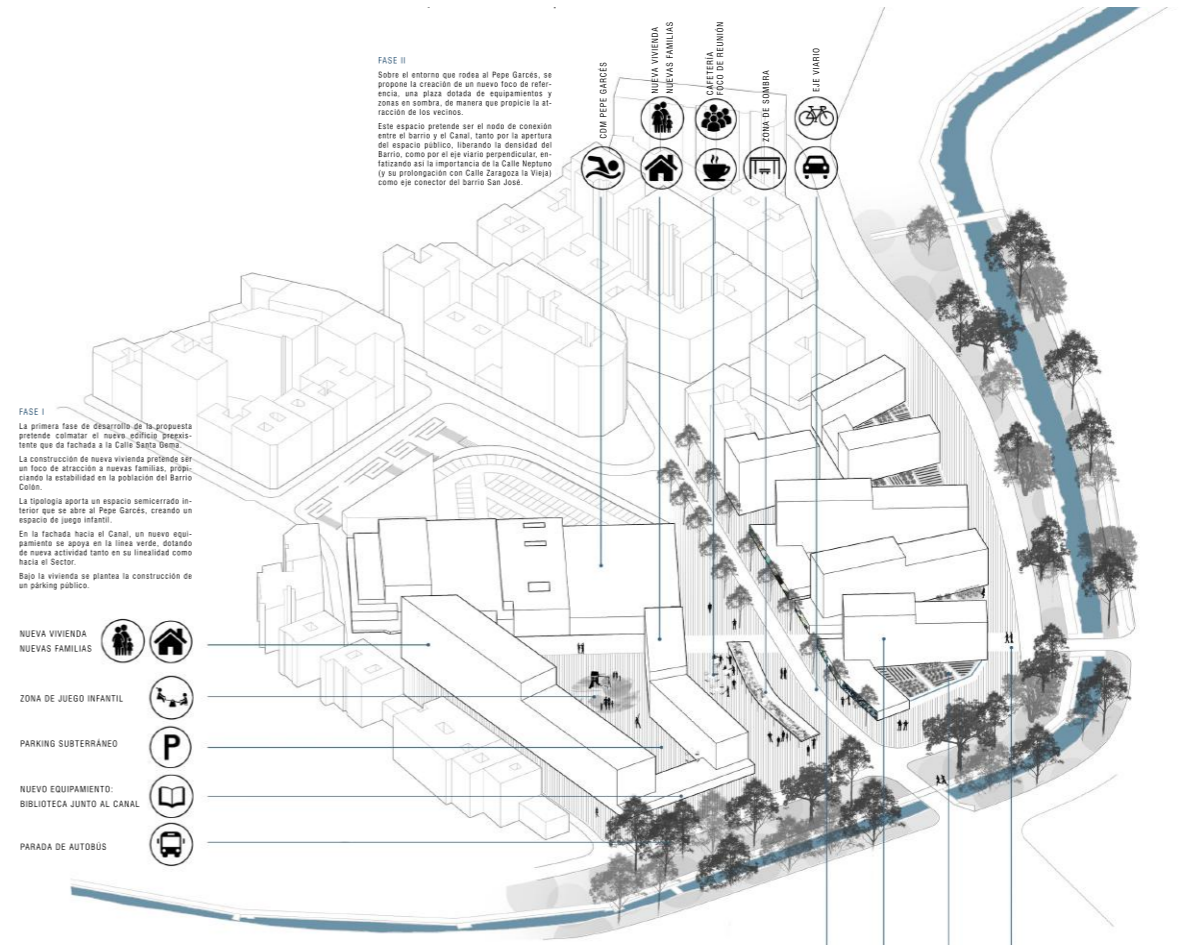 FASE II
Sobre el entorno que rodea al Pepe Garcés, se
propone la creación de un nuevo foco de refer-
encia, una plaza dotada de equipamientos y
zonas en sombra, de manera que propicie la at-
racción de los vecinos.
Este espacio pretende ser el nodo de conexión
entre el barrio y el Canal, tanto por la apertura
del espacio público, liberando la densidad del
Barrio, como por el eje viario perpendicular, en-
fatizando así la importancia de la Calle Neptuno
(y su prolongación con Calle Zaragoza la Vieja)
como eje conector del barrio San José.
CDM PEPE GARCÉS
NUEVA VIVIENDA
NUEVAS FAMILIAS
CAFETERÍA
FOCO DE REUNIÓN
ZONA DE SOMBRA
EJE VIARIO
FASE I
La primera fase de desarrollo de la propuesta
pretende colmatar el nuevo edificio preexis-
tente que da fachada a la Calle Santa Gema.
La construcción de nueva vivienda pretende ser
un foco de atracción a nuevas familias, propi-
ciando la estabilidad en la población del Barrio
Colón.
La tipología aporta un espacio semicerrado in-
terior que se abre al Pepe Garcés, creando un
espacio de juego infantil.
En la fachada hacia el Canal, un nuevo equi-
pamiento se apoya en la línea verde, dotando
de nueva actividad tanto en su linealidad como
hacia el Sector.
Bajo la vivienda se plantea la construcción de
un párking público.
NUEVA VIVIENDA
NUEVAS FAMILIAS
ZONA DE JUEGO INFANTIL
PARKING SUBTERRÁNEO
P
NUEVO EQUIPAMIENTO:
BIBLIOTECA JUNTO AL CANAL
PARADA DE AUTOBÚS